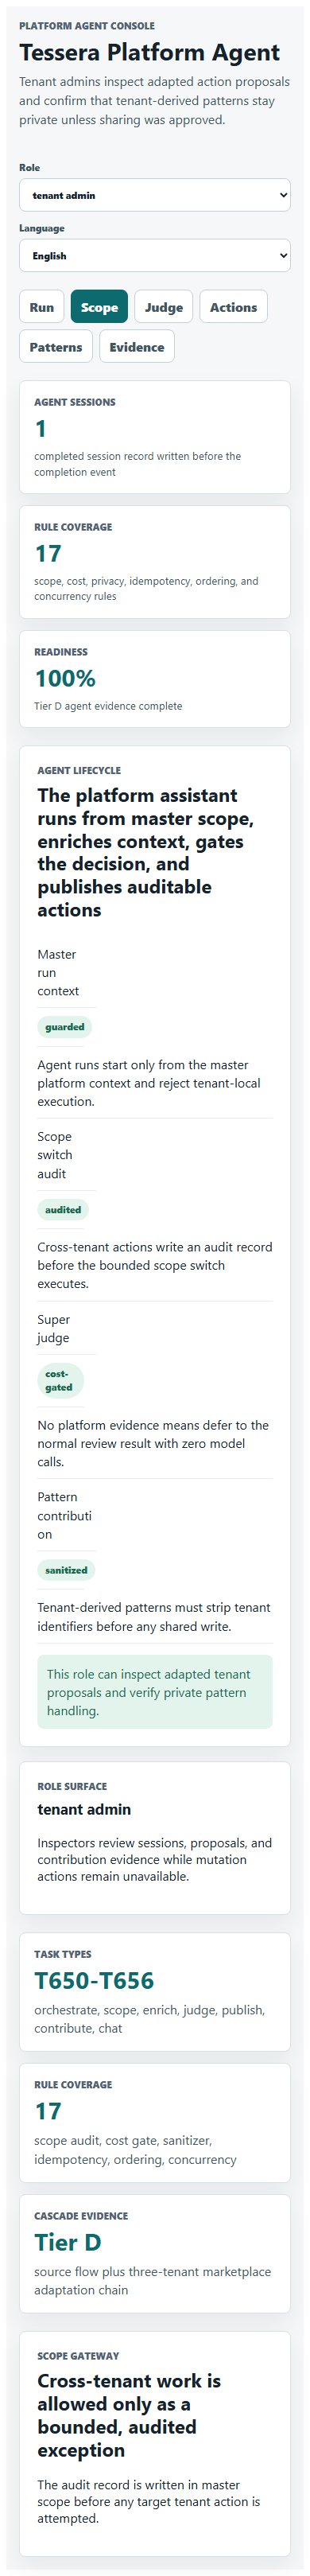 PLATFORM AGENT CONSOLE
Tessera Platform Agent
Tenant admins inspect adapted action proposals
and confirm that tenant-derived patterns stay
private unless sharing was approved.
Role
tenant admin
Language
English
Run
Scope
Judge
Actions
Patterns
Evidence
AGENT SESSIONS
1
completed session record written before the
completion event
RULE COVERAGE
17
scope, cost, privacy, idempotency, ordering, and
concurrency rules
READINESS
100%
Tier D agent evidence complete
AGENT LIFECYCLE
The platform assistant
runs from master scope,
enriches context, gates
the decision, and
publishes auditable
actions
Master
run
context
guarded
Agent runs start only from the master
platform context and reject tenant-local
execution.
Scope
switch
audit
audited
Cross-tenant actions write an audit record
before the bounded scope switch
executes.
Super
judge
cost-
gated
No platform evidence means defer to the
normal review result with zero model
calls.
Pattern
contributi
on
sanitized
Tenant-derived patterns must strip tenant
identifiers before any shared write.
This role can inspect adapted tenant
proposals and verify private pattern
handling.
ROLE SURFACE
tenant admin
Inspectors review sessions, proposals, and
contribution evidence while mutation
actions remain unavailable.
TASK TYPES
T650-T656
orchestrate, scope, enrich, judge, publish,
contribute, chat
RULE COVERAGE
17
scope audit, cost gate, sanitizer,
idempotency, ordering, concurrency
CASCADE EVIDENCE
Tier D
source flow plus three-tenant marketplace
adaptation chain
SCOPE GATEWAY
Cross-tenant work is
allowed only as a
bounded, audited
exception
The audit record is written in master
scope before any target tenant action is
attempted.